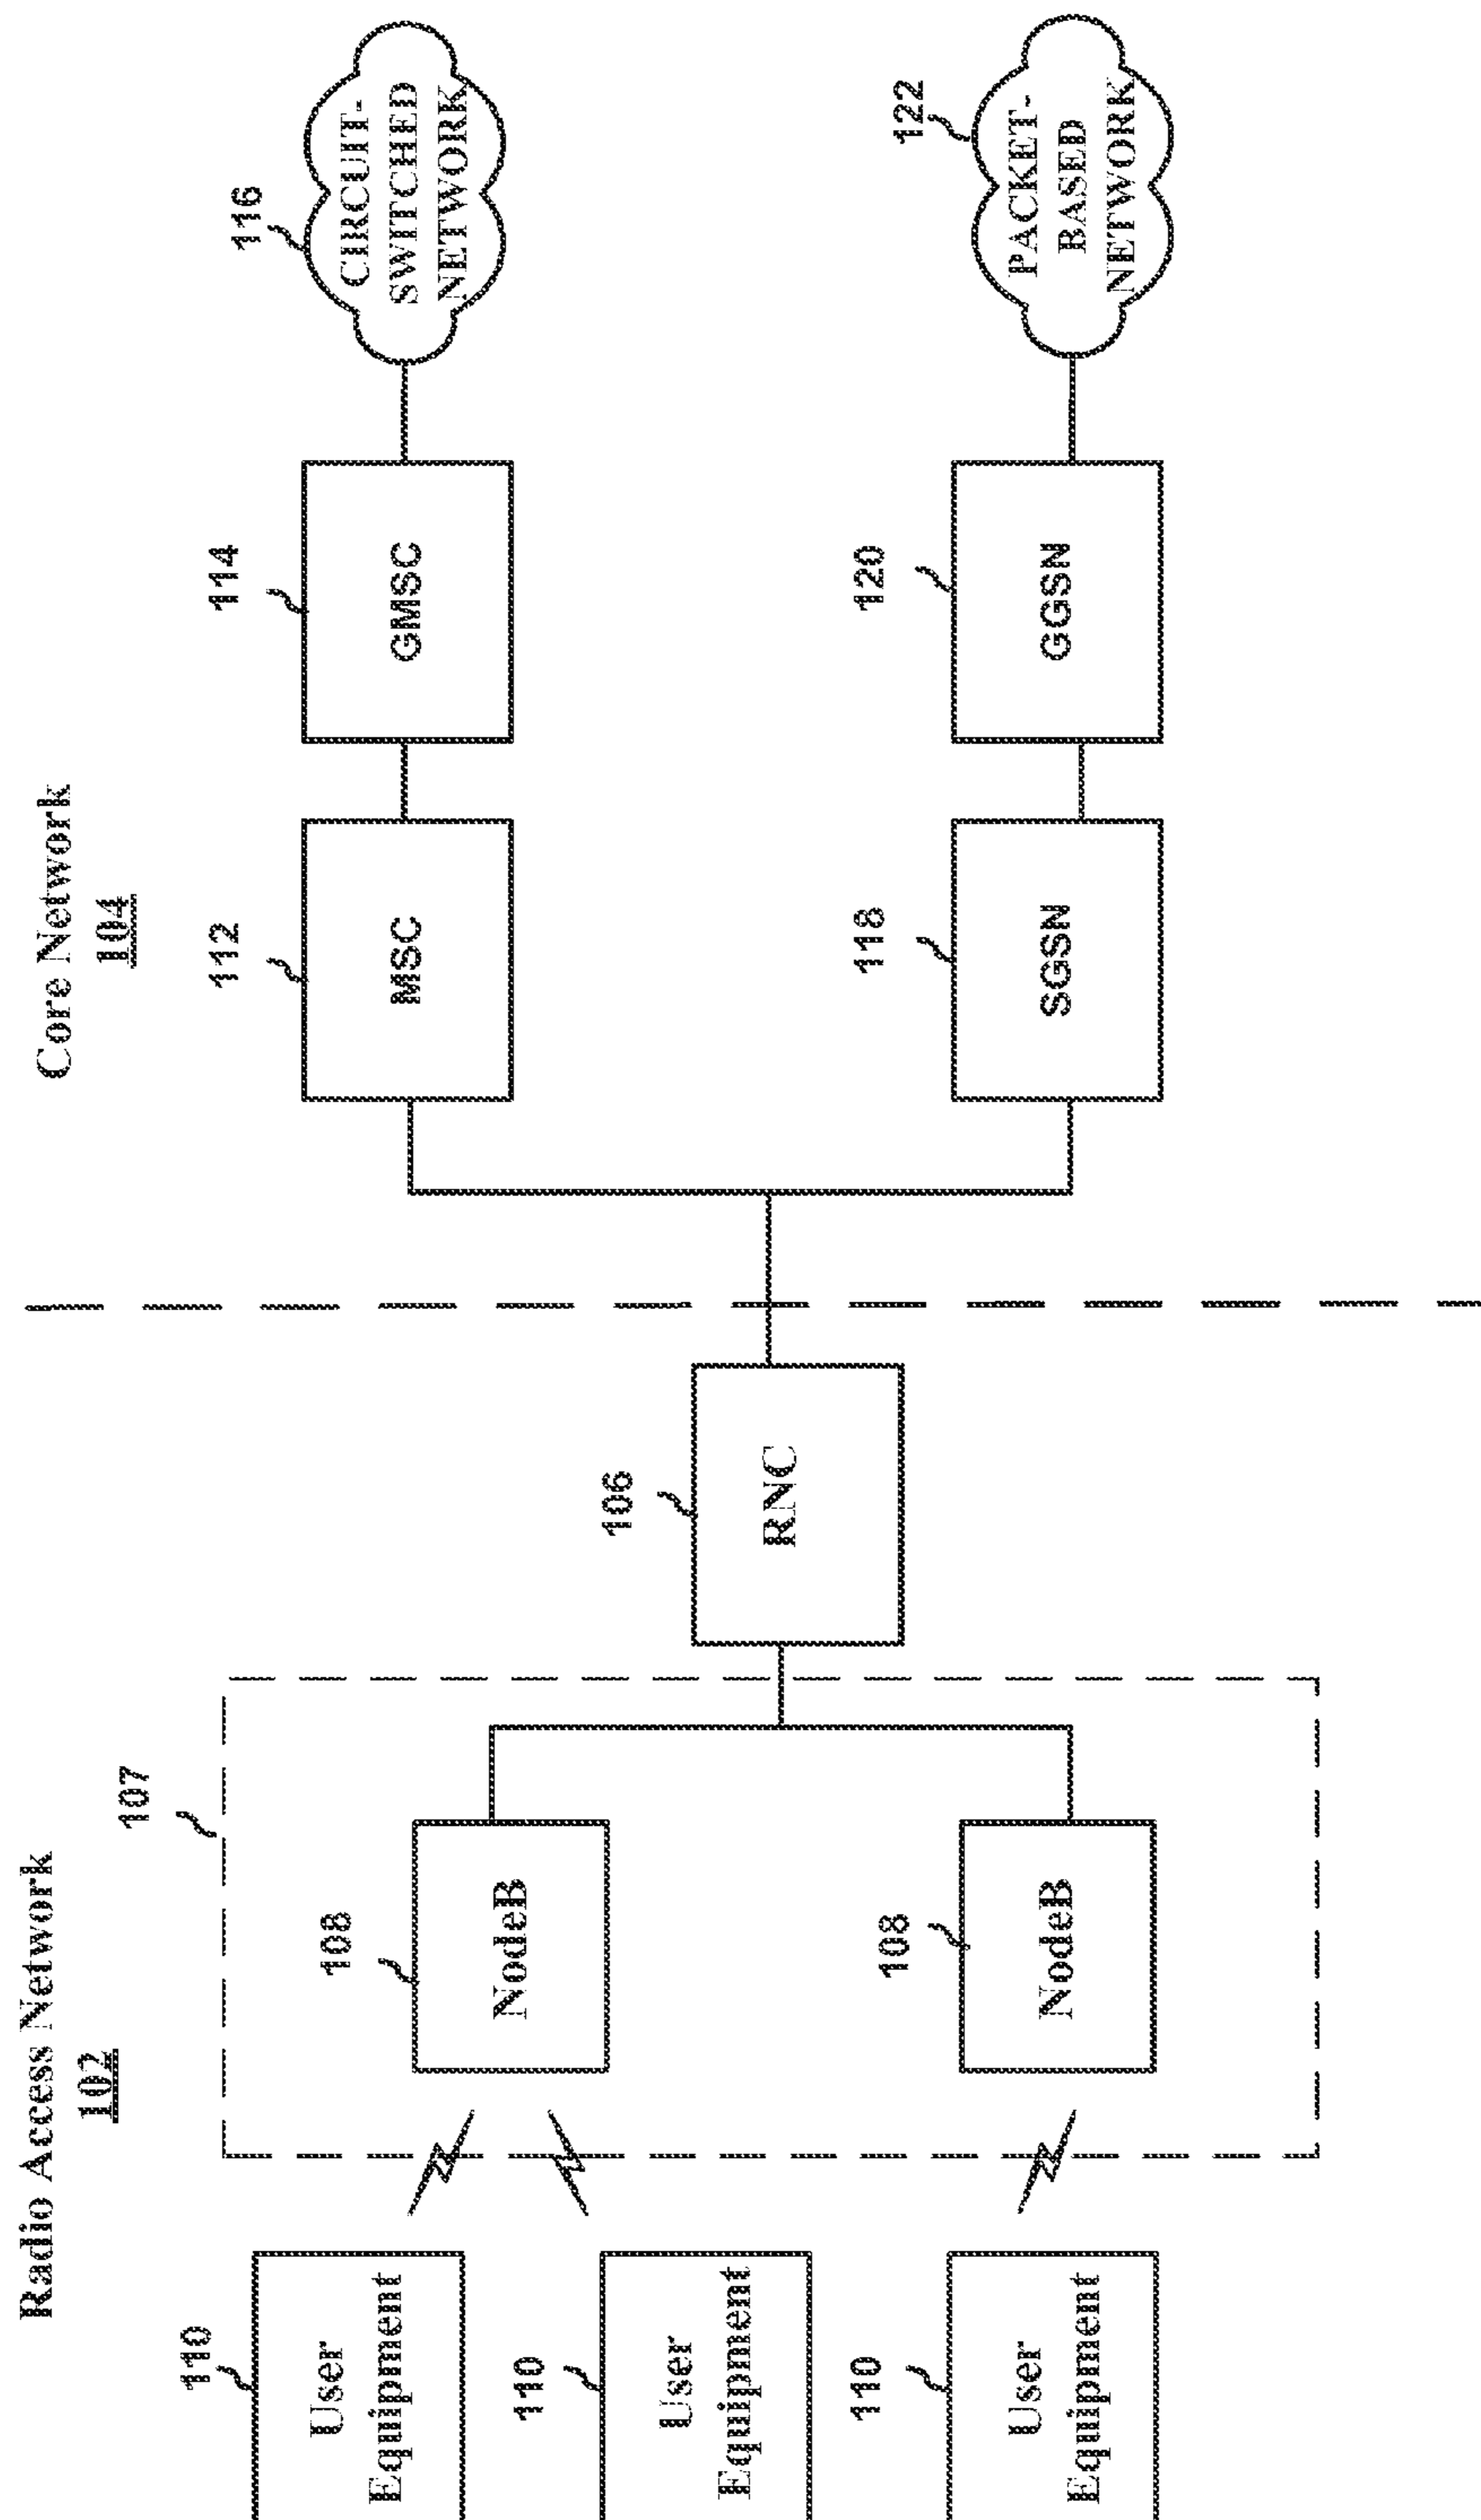 Radio Access Network
102
Core Network
104
107
110
User
Equipment
110
User
Equipment
110
User
Equipment
108
NodeB
108
NodeB
106
RNC
112
MSC
114
GMSC
116
CIRCUIT-
SWITCHED
NETWORK
118
SGSN
120
GGSN
122
PACKET-
BASED
NETWORK